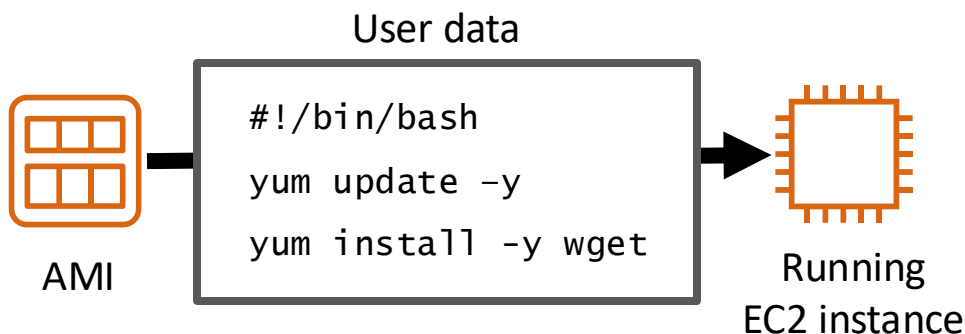 User data
#!/bin/bash
yum update –y
yum install -y wget
AMI
Running
EC2 instance